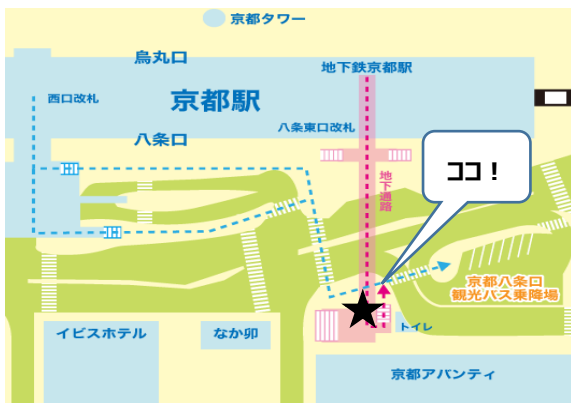 京都タワー
烏丸口
地下鉄京都駅
西口改札
京都駅
八条東口改札
八条口
ココ！
地下通路
京都八条口
観光バス乗降場
イビスホテル
なか卯
トイレ
京都アバンティ